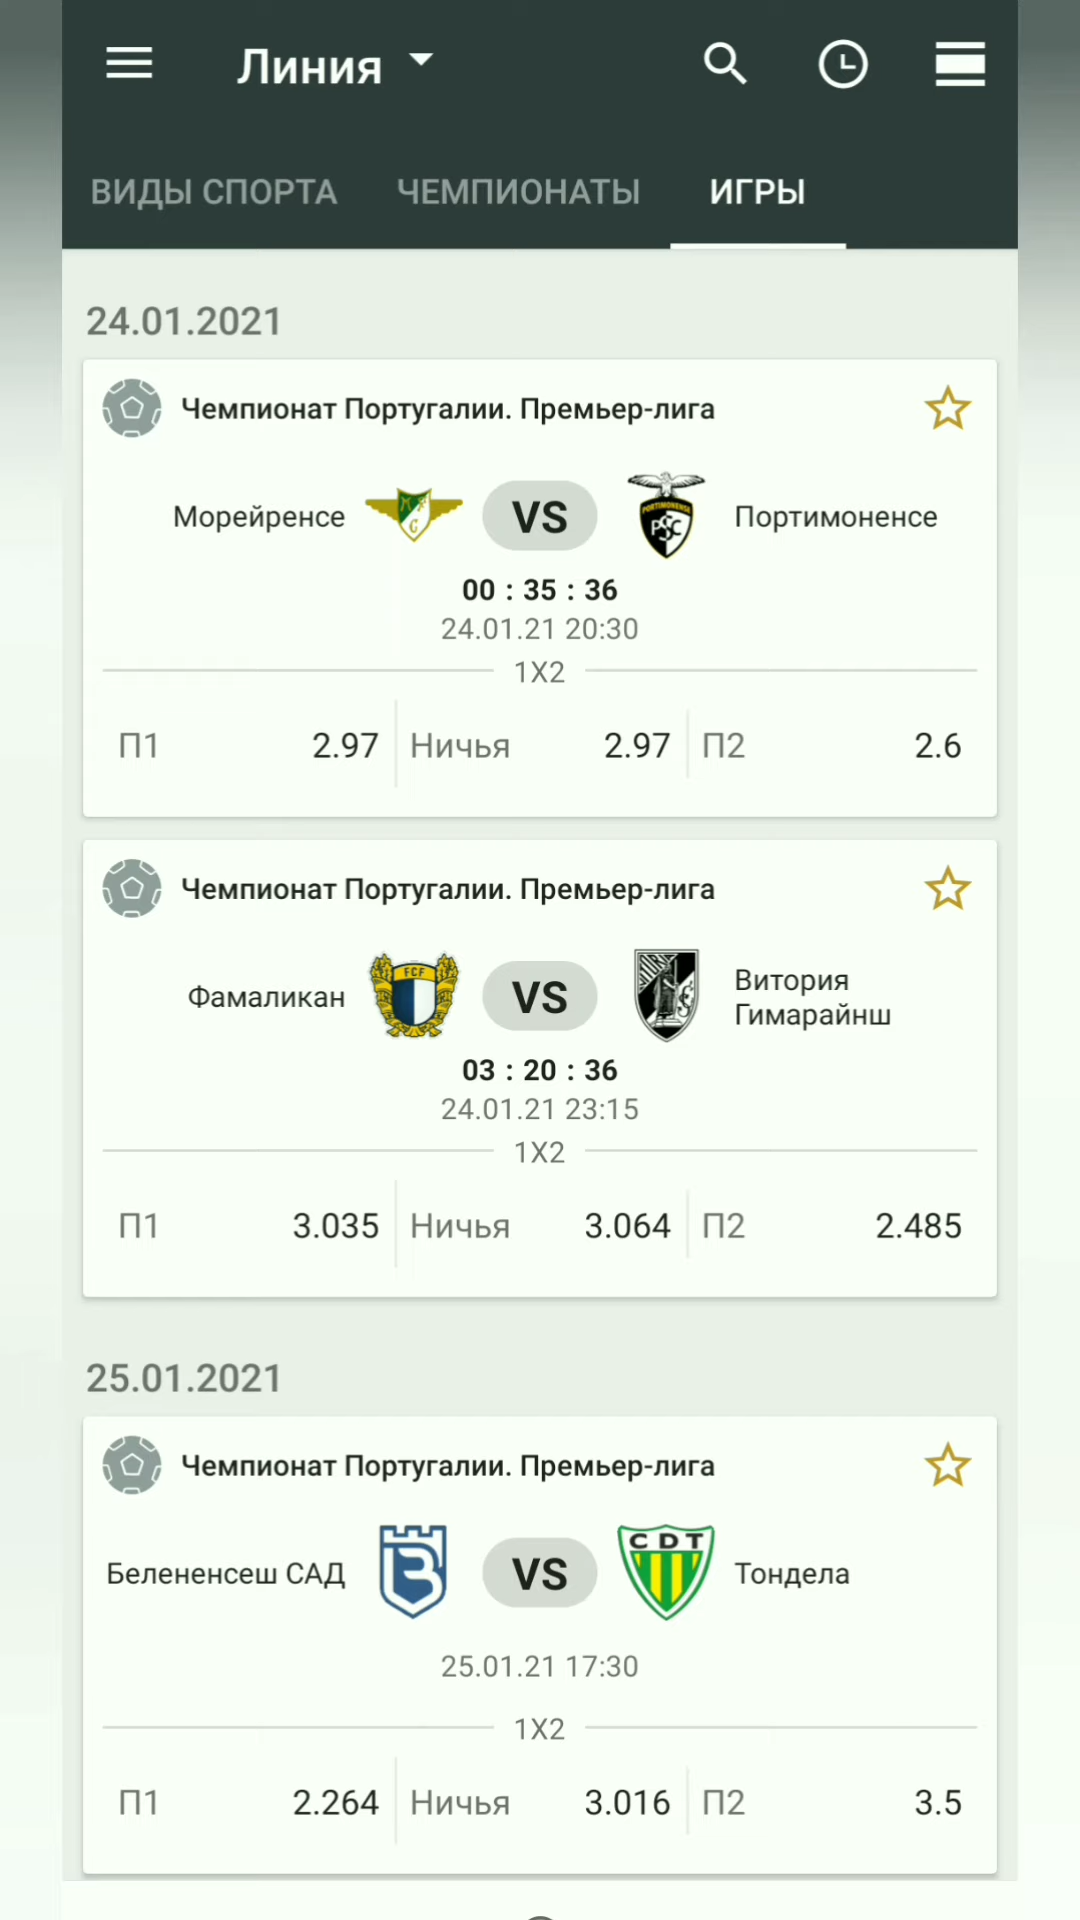 Линия
ВИДЫ СПОРТА ЧЕМПИОНАТЫ ИГРЫ
24.01.2021
Чемпионат Португалии. Премьер-лига
Морейренсе VS Портимоненсе
00 : 35 : 36
24.01.21 20:30
1X2
П1 2.97 Ничья 2.97 П2 2.6
Чемпионат Португалии. Премьер-лига
Фамаликан FCF VS Витория
Гимарайнш
03 : 20 : 36
24.01.21 23:15
1X2
П1 3.035 Ничья 3.064 П2 2.485
25.01.2021
Чемпионат Португалии. Премьер-лига
Белененсеш САД VS CDT Тондела
25.01.21 17:30
1X2
П1 2.264 Ничья 3.016 П2 3.5